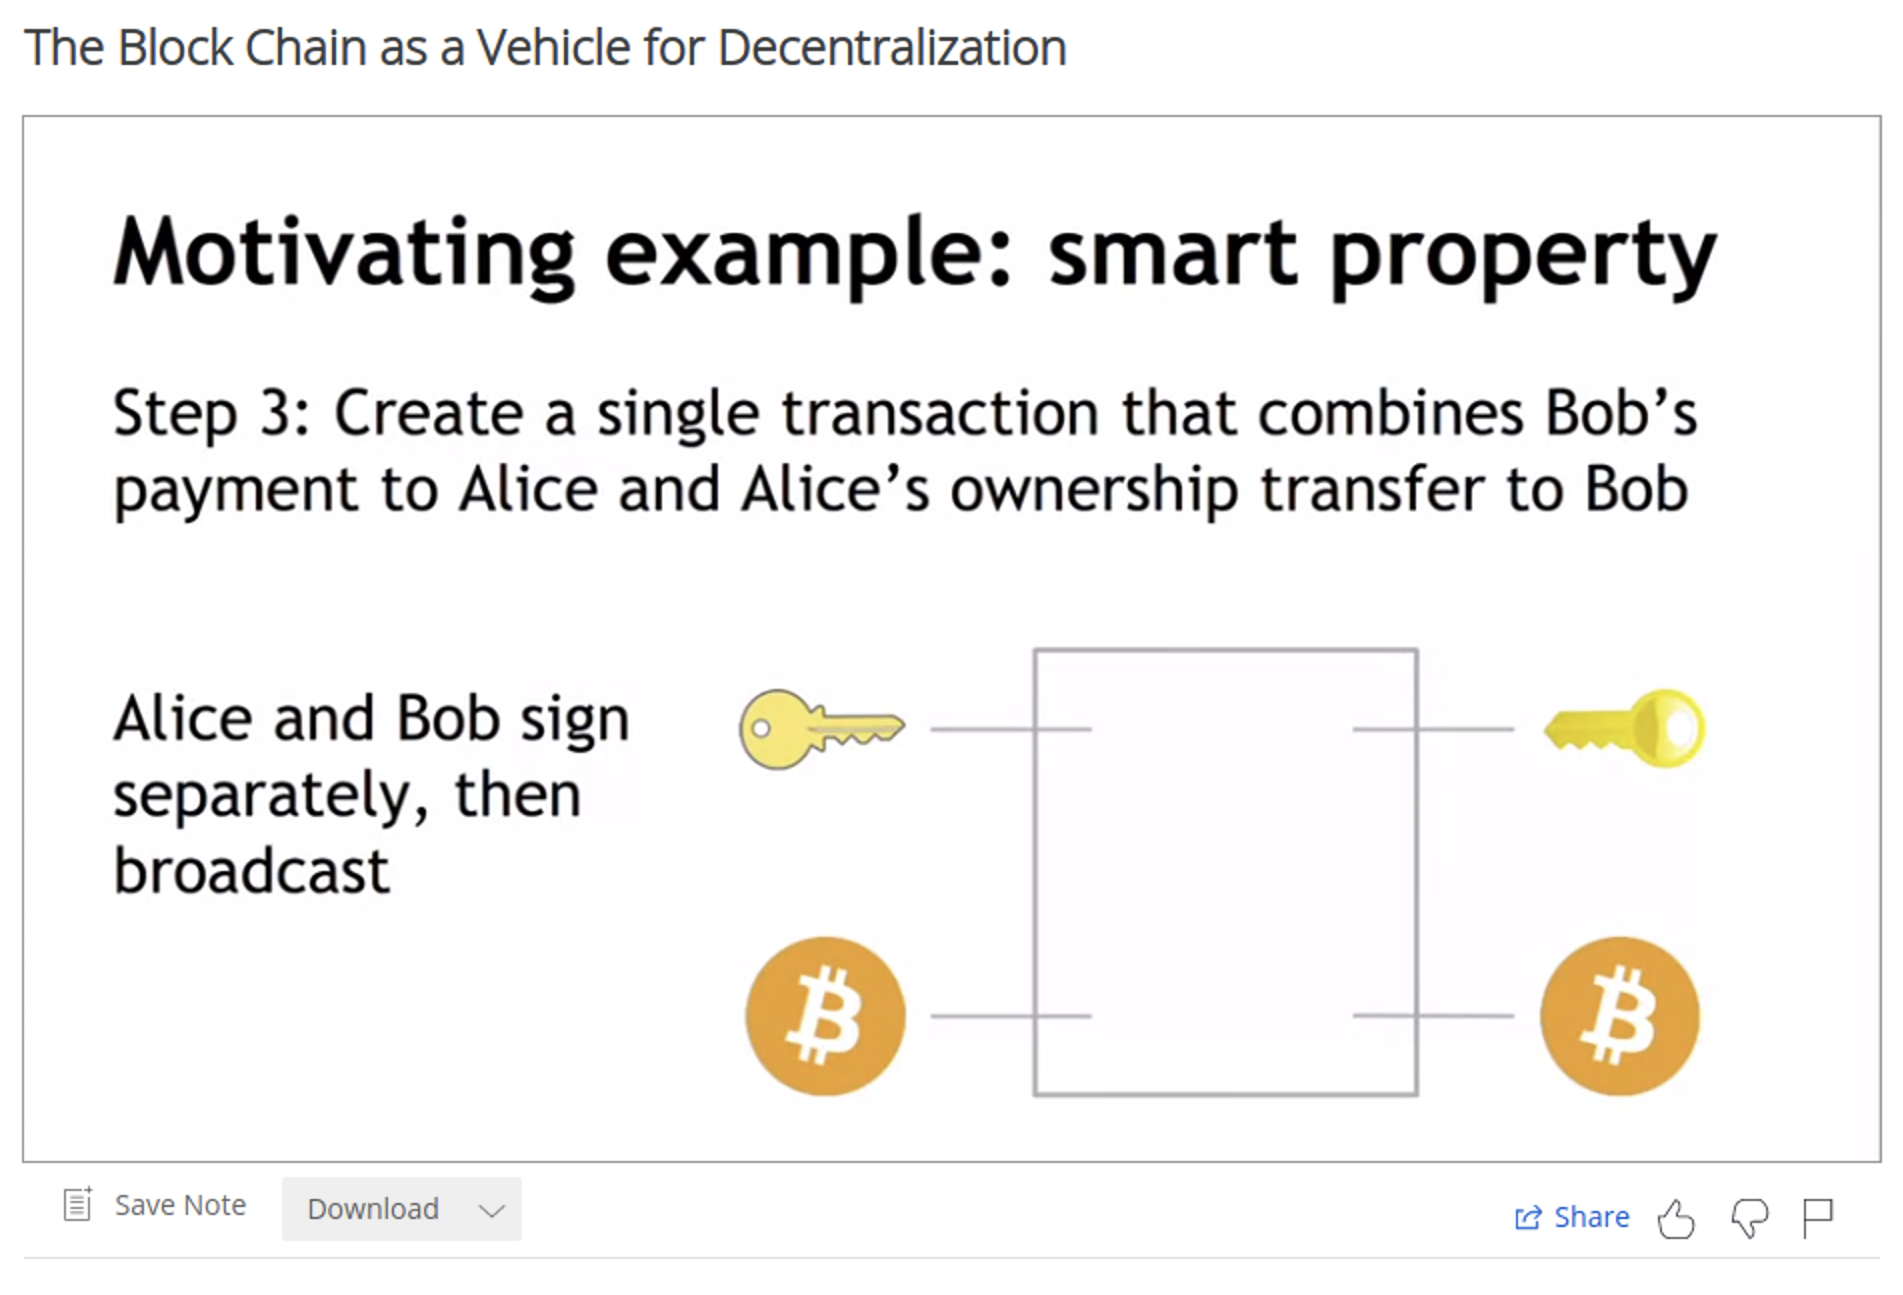 The Block Chain as a Vehicle for Decentralization
Motivating example: smart property
Step 3: Create a single transaction that combines Bob’s
payment to Alice and Alice’s ownership transfer to Bob
Alice and Bob sign
separately, then
broadcast
Save Note
Download
Share